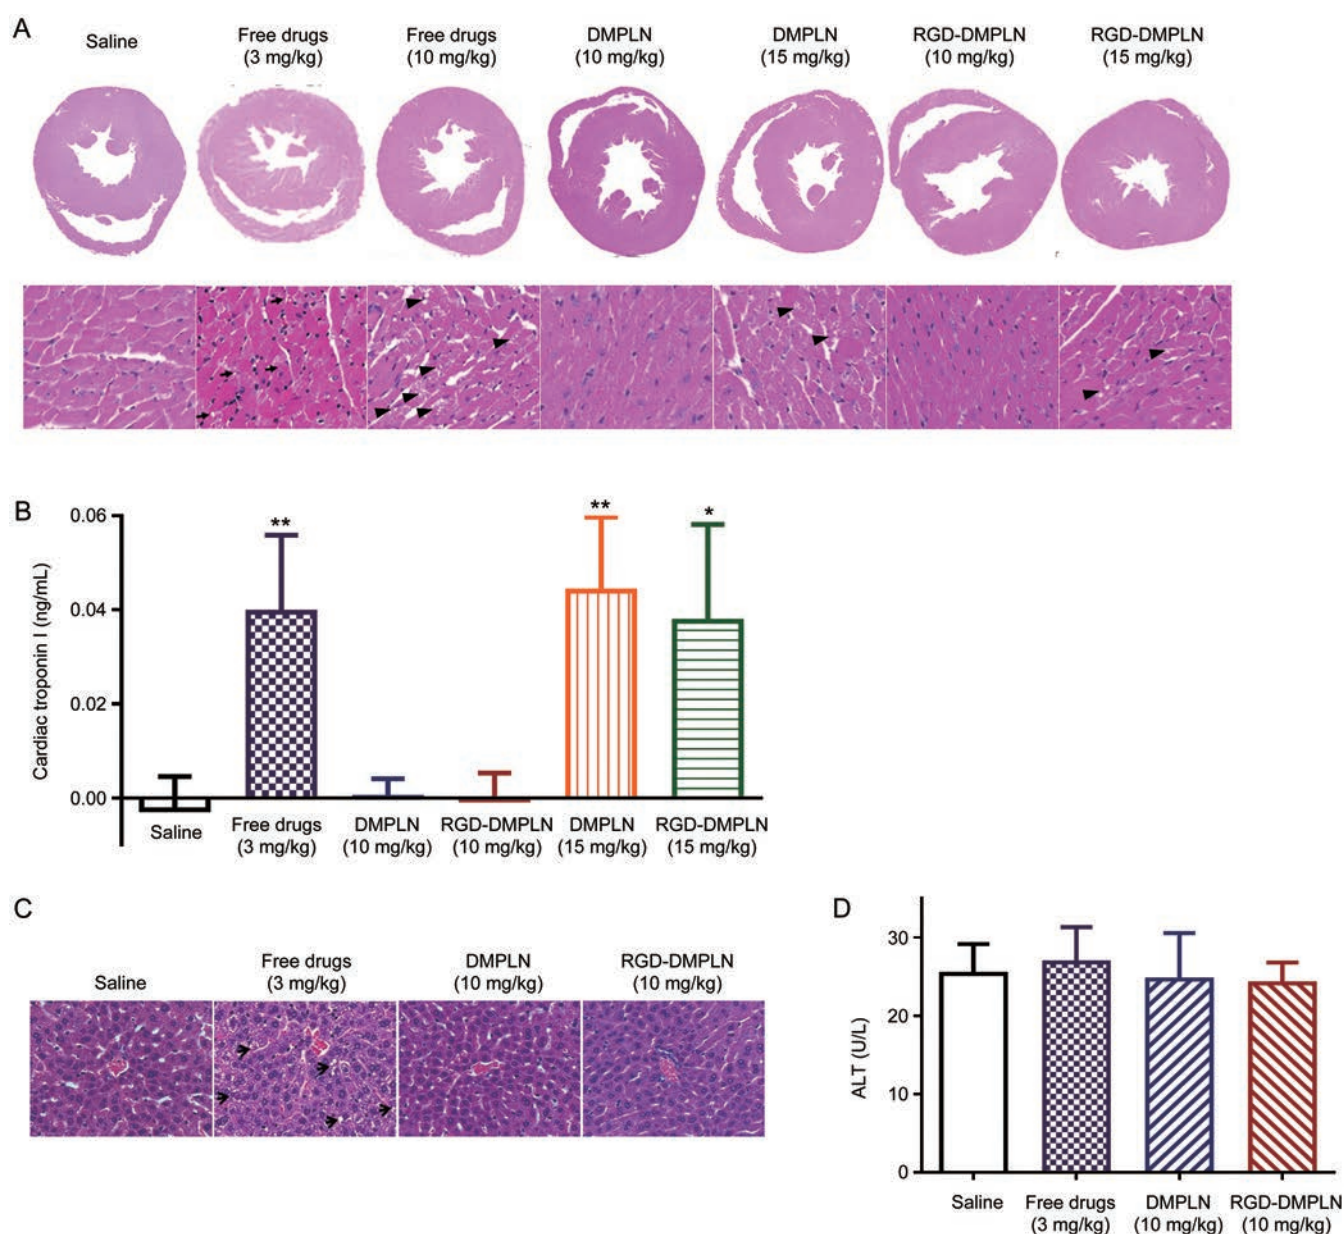 A
Saline
Free drugs
(3 mg/kg)
Free drugs
(10 mg/kg)
DMPLN
(10 mg/kg)
DMPLN
(15 mg/kg)
RGD-DMPLN
(10 mg/kg)
RGD-DMPLN
(15 mg/kg)
B
Cardiac troponin I (ng/mL)
0.06
0.04
0.02
0.00
**
**
*
Saline
Free drugs
(3 mg/kg)
DMPLN
(10 mg/kg)
RGD-DMPLN
(10 mg/kg)
DMPLN
(15 mg/kg)
RGD-DMPLN
(15 mg/kg)
C
Saline
Free drugs
(3 mg/kg)
DMPLN
(10 mg/kg)
RGD-DMPLN
(10 mg/kg)
D
ALT (U/L)
30
20
10
0
Saline
Free drugs
(3 mg/kg)
DMPLN
(10 mg/kg)
RGD-DMPLN
(10 mg/kg)